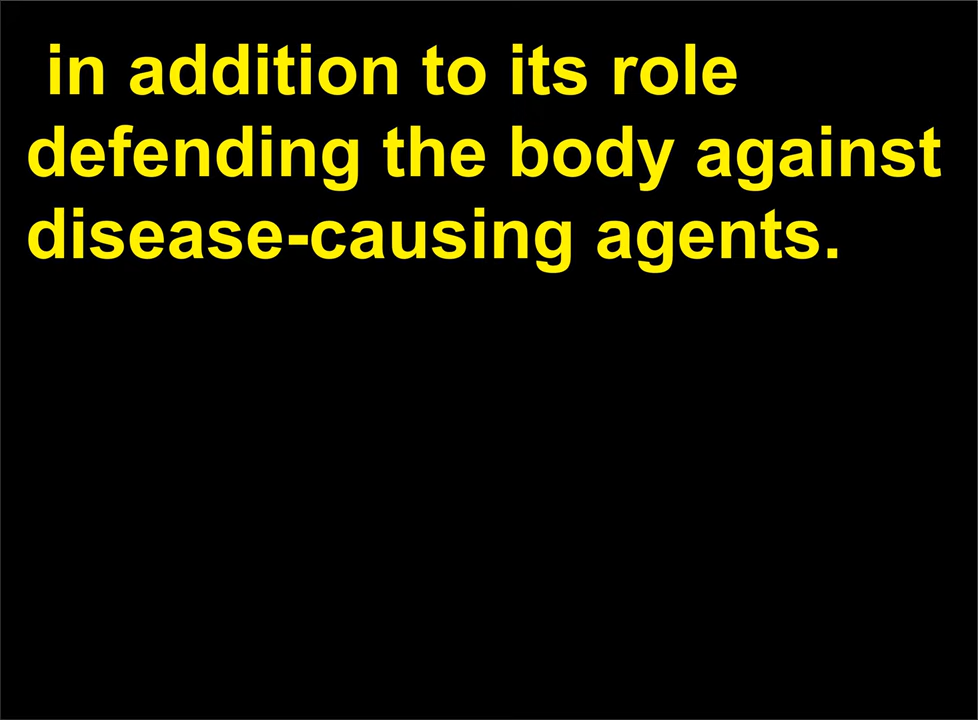 in addition to its role
defending the body against
disease-causing agents.